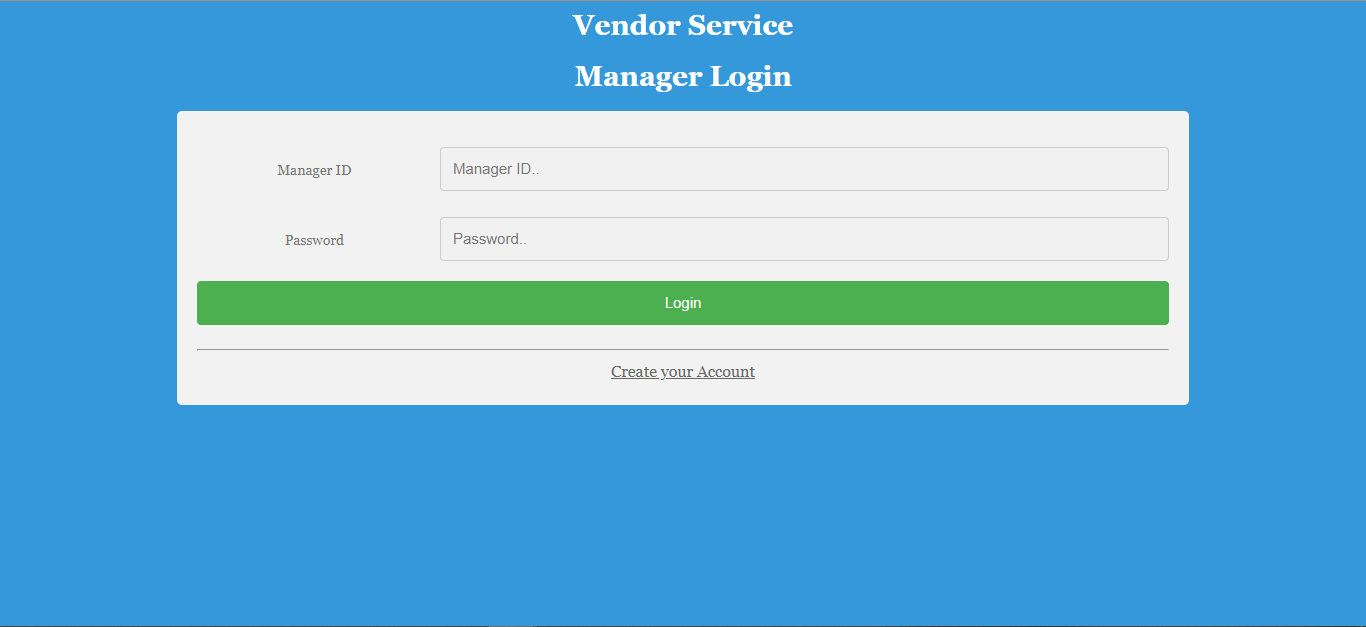 Vendor Service
Manager Login
Manager ID
Manager ID..
Password
Password..
Login
Create your Account